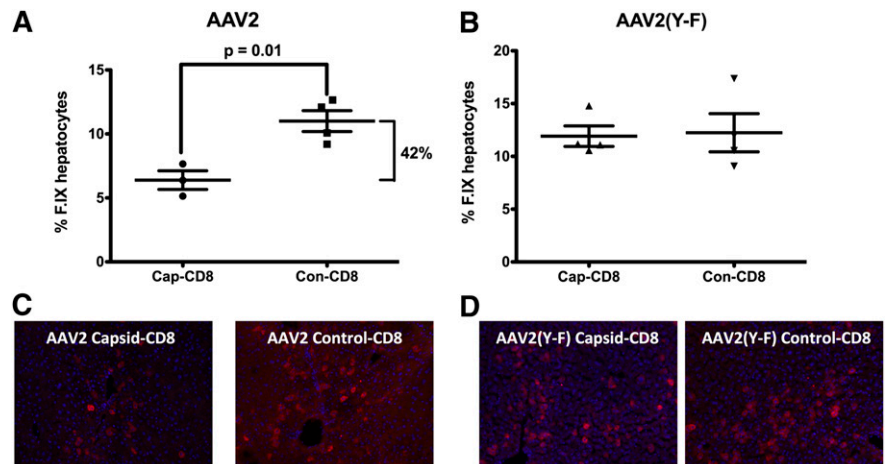 A
AAV2
p = 0.01
15
10
5
0
% F.IX hepatocytes
42%
Cap-CD8
Con-CD8
B
AAV2(Y-F)
20
15
10
5
0
% F.IX hepatocytes
Cap-CD8
Con-CD8
C
AAV2 Capsid-CD8
AAV2 Control-CD8
D
AAV2(Y-F) Capsid-CD8
AAV2(Y-F) Control-CD8